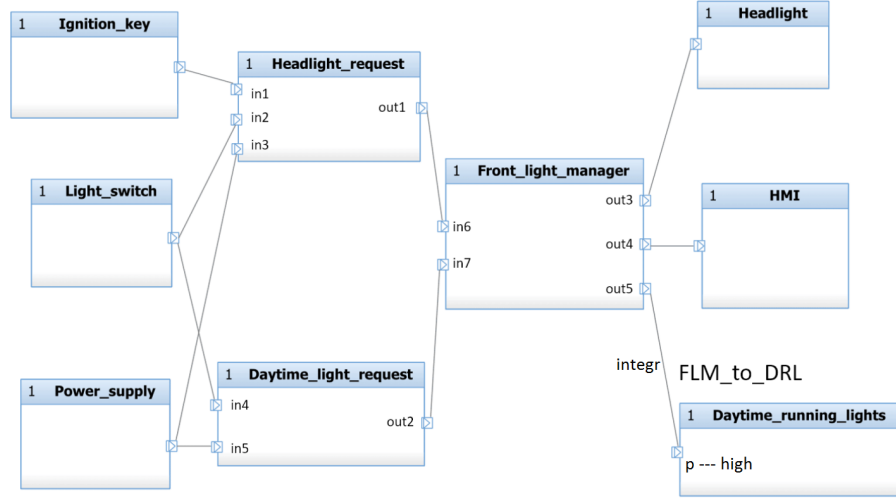 1 Ignition_key
1 Headlight_request
in1
in2
in3
out1
1 Light_switch
1 Power_supply
1 Daytime_light_request
in4
in5
out2
1 Front_light_manager
in6
in7
out3
out4
out5
1 Headlight
1 HMI
integr
FLM_to_DRL
1 Daytime_running_lights
p --- high